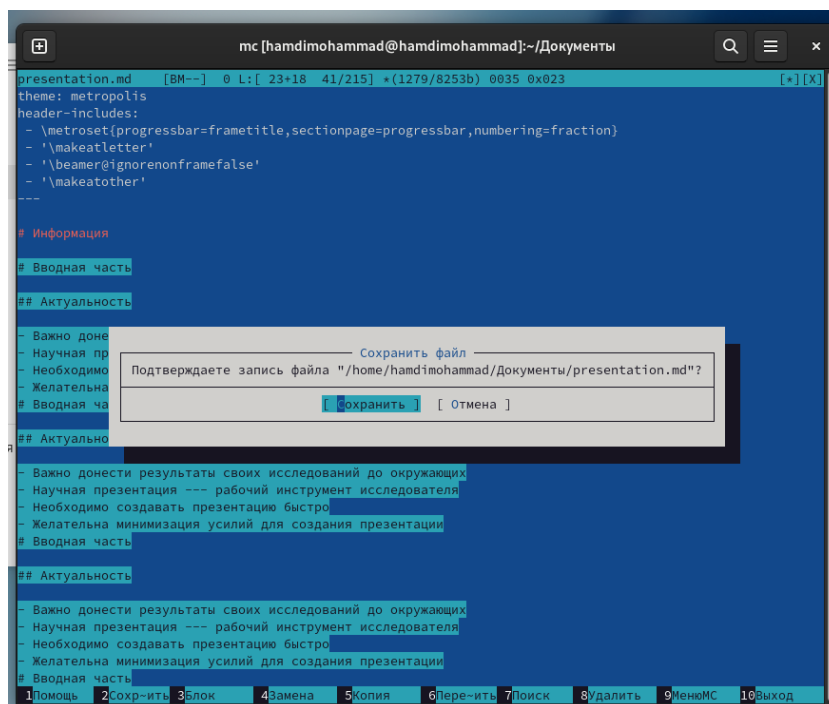 mc [hamdimohammad@hamdimohammad]:~/Документы
presentation.md [BM--] 0 L:[ 23+18 41/215] *(1279/8253b) 0035 0x023 [*][X]
theme: metropolis
header-includes:
- \metroset{progressbar=frametitle,sectionpage=progressbar,numbering=fraction}
- '\makeatletter'
- '\beamer@ignorenonframefalse'
- '\makeatother'
---
# Информация
# Вводная часть
## Актуальность
- Важно доне
- Научная пр
- Необходимо
- Желательна
# Вводная ча
## Актуально
Сохранить файл
Подтверждаете запись файла "/home/hamdimohammad/Документы/presentation.md"?
[ Сохранить ] [ Отмена ]
- Важно донести результаты своих исследований до окружающих
- Научная презентация --- рабочий инструмент исследователя
- Необходимо создавать презентацию быстро
- Желательна минимизация усилий для создания презентации
# Вводная часть
## Актуальность
- Важно донести результаты своих исследований до окружающих
- Научная презентация --- рабочий инструмент исследователя
- Необходимо создавать презентацию быстро
- Желательна минимизация усилий для создания презентации
# Вводная часть
1Помощь 2Сохр~ить 3Блок 4Замена 5Копия 6Пере~ить 7Поиск 8Удалить 9МенюMC 10Выход